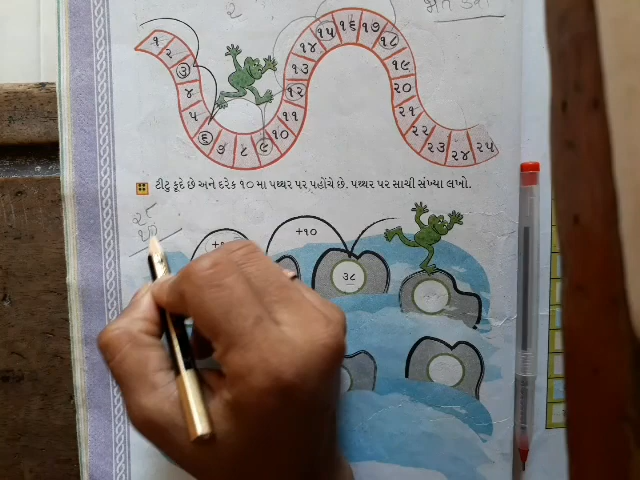 ૧ ૨ ૩ ૪ ૫ ૬ ૭ ૮ ૯ ૧૦ ૧૧ ૧૨ ૧૩ ૧૪ ૧૫ ૧૬ ૧૭ ૧૮ ૧૯ ૨૦ ૨૧ ૨૨ ૨૩ ૨૪ ૨૫
ટીટુ કૂદે છે અને દરેક ૧૦ મા પથ્થર પર પહોંચે છે. પથ્થર પર સાચી સંખ્યા લખો.
૨૮
૧૦
+૧૦
૩૮